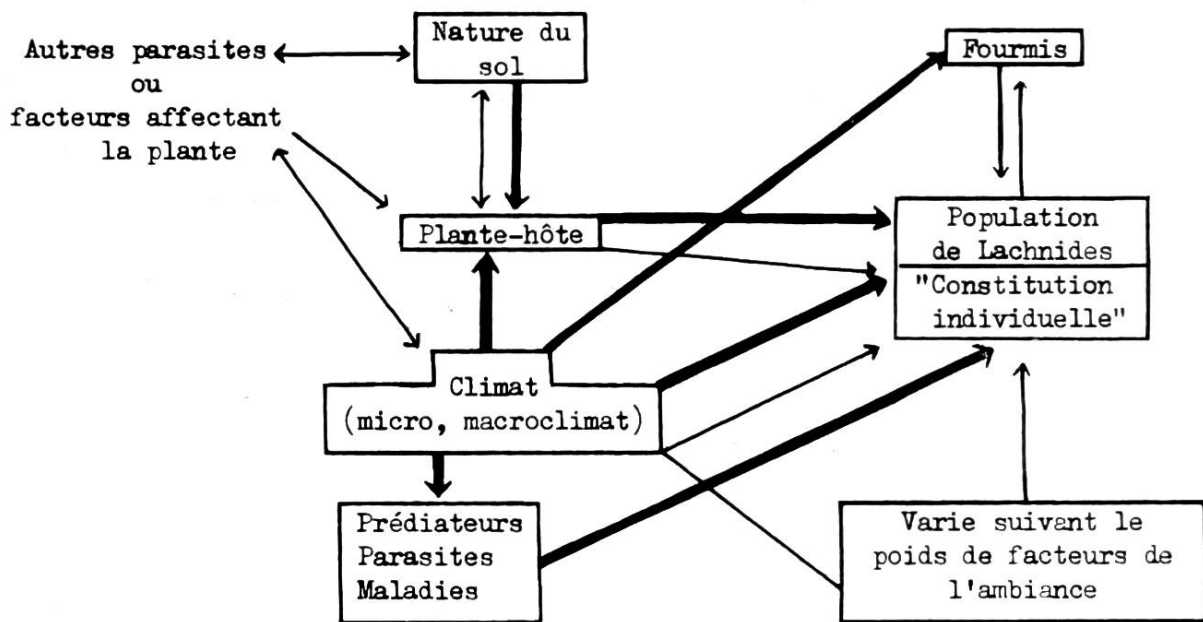 Autres parasites
ou
facteurs affectant
la plante
Nature du
sol
Fourmis
Plante-hôte
Population
de Lachnides
"Constitution
individuelle"
Climat
(micro, macroclimat)
Prédiateurs
Parasites
Maladies
Varie suivant le
poids de facteurs de
l'ambiance